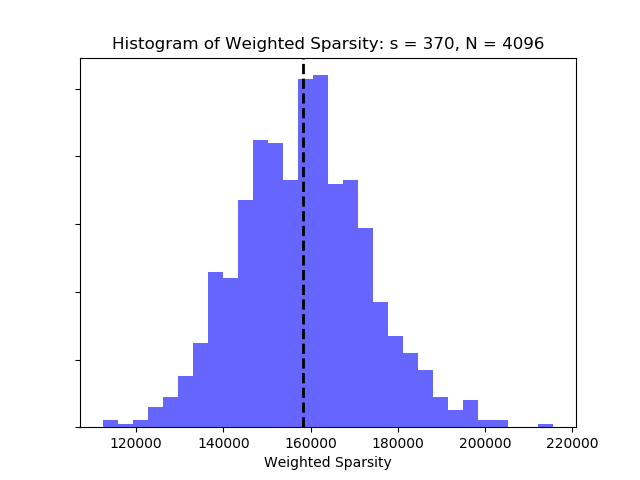 Histogram of Weighted Sparsity: s = 370, N = 4096
120000 140000 160000 180000 200000 220000
Weighted Sparsity